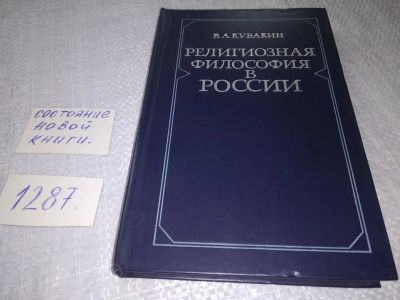 В.А.КУВАКИН
РЕЛИГИОЗНАЯ
ФИЛОСОФИЯ
В
РОССИИ
состояние
новой
книги.
1287.